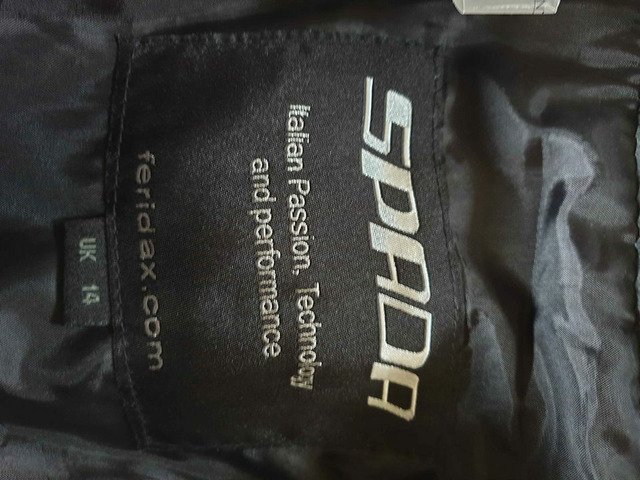 SPADA
Italian Passion, Technology
and performance
feridax.com
UK 14